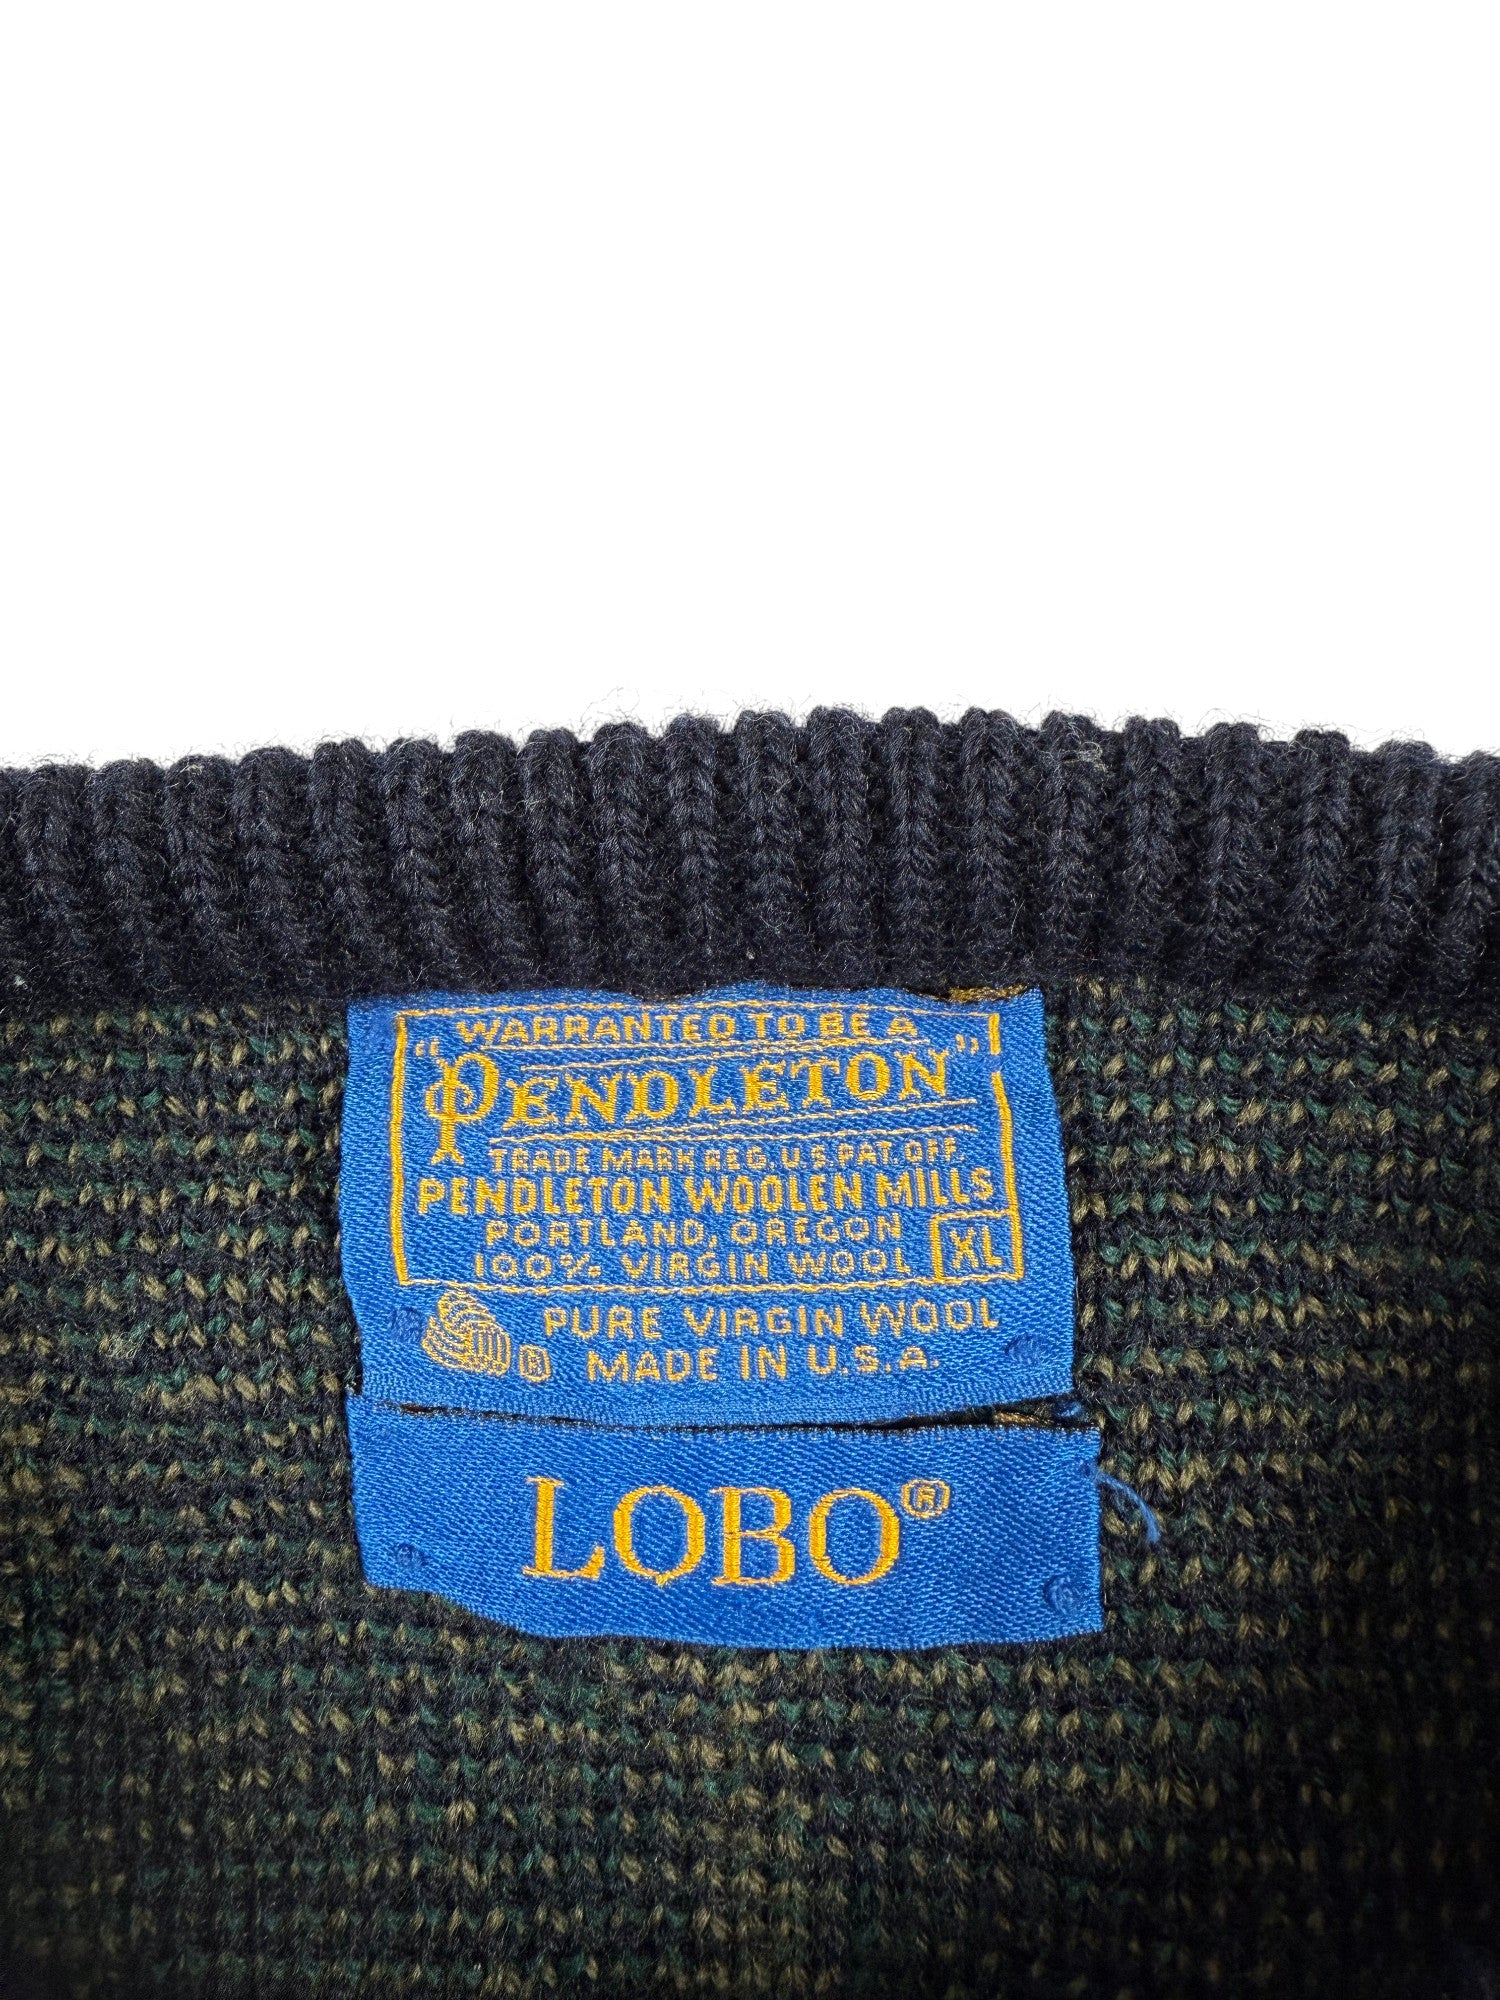 WARRANTED TO BE A
"PENDLETON"
TRADE MARK REG. U.S. PAT. OFF.
PENDLETON WOOLEN MILLS
PORTLAND, OREGON
100% VIRGIN WOOL XL
PURE VIRGIN WOOL
® MADE IN U.S.A.
LOBO®